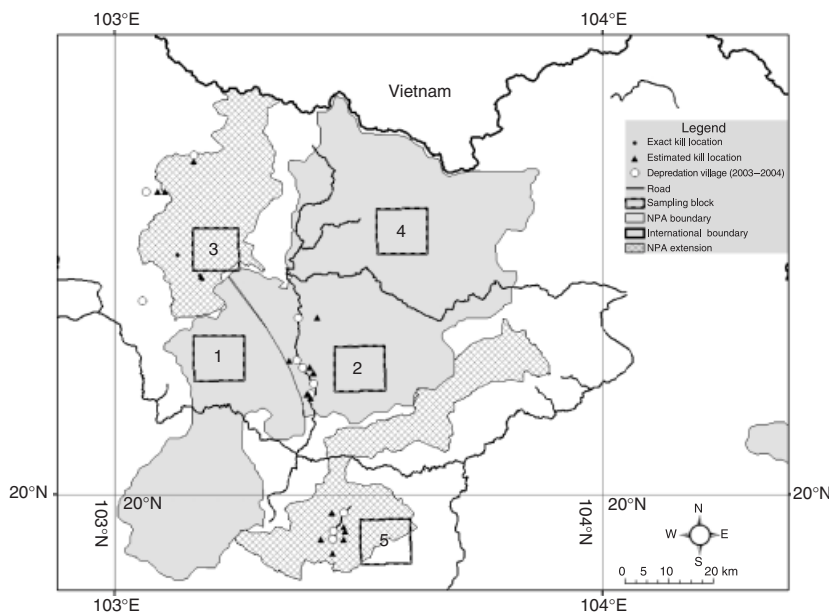 103°E 104°E
Vietnam
Legend
Exact kill location
Estimated kill location
Depredation village (2003–2004)
Road
Sampling block
NPA boundary
International boundary
NPA extension
3
4
1
2
20°N 20°N 20°N 20°N
103°N 104°N
5
N
W E
S
0 5 10 20 km
103°E 104°E